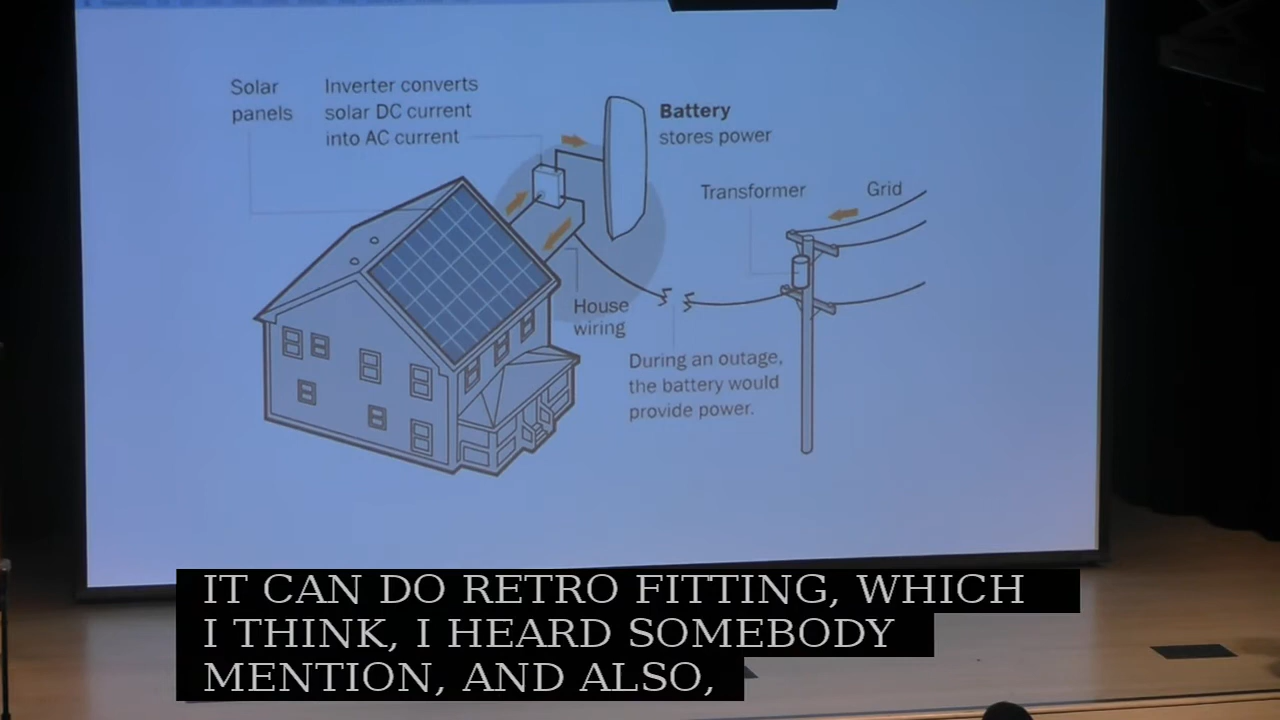 Solar
panels
Inverter converts
solar DC current
into AC current
Battery
stores power
Transformer
Grid
House
wiring
During an outage,
the battery would
provide power.
IT CAN DO RETRO FITTING, WHICH
I THINK, I HEARD SOMEBODY
MENTION, AND ALSO,